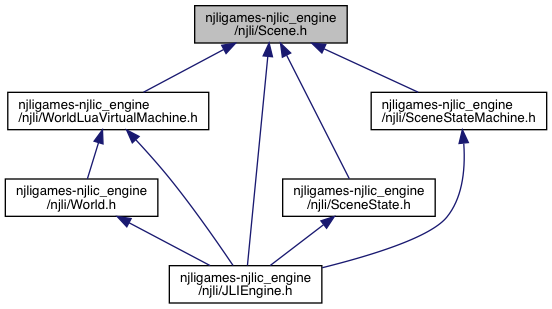 njligames-njlic_engine
/njli/Scene.h
njligames-njlic_engine
/njli/WorldLuaVirtualMachine.h
njligames-njlic_engine
/njli/SceneStateMachine.h
njligames-njlic_engine
/njli/World.h
njligames-njlic_engine
/njli/SceneState.h
njligames-njlic_engine
/njli/JLIEngine.h